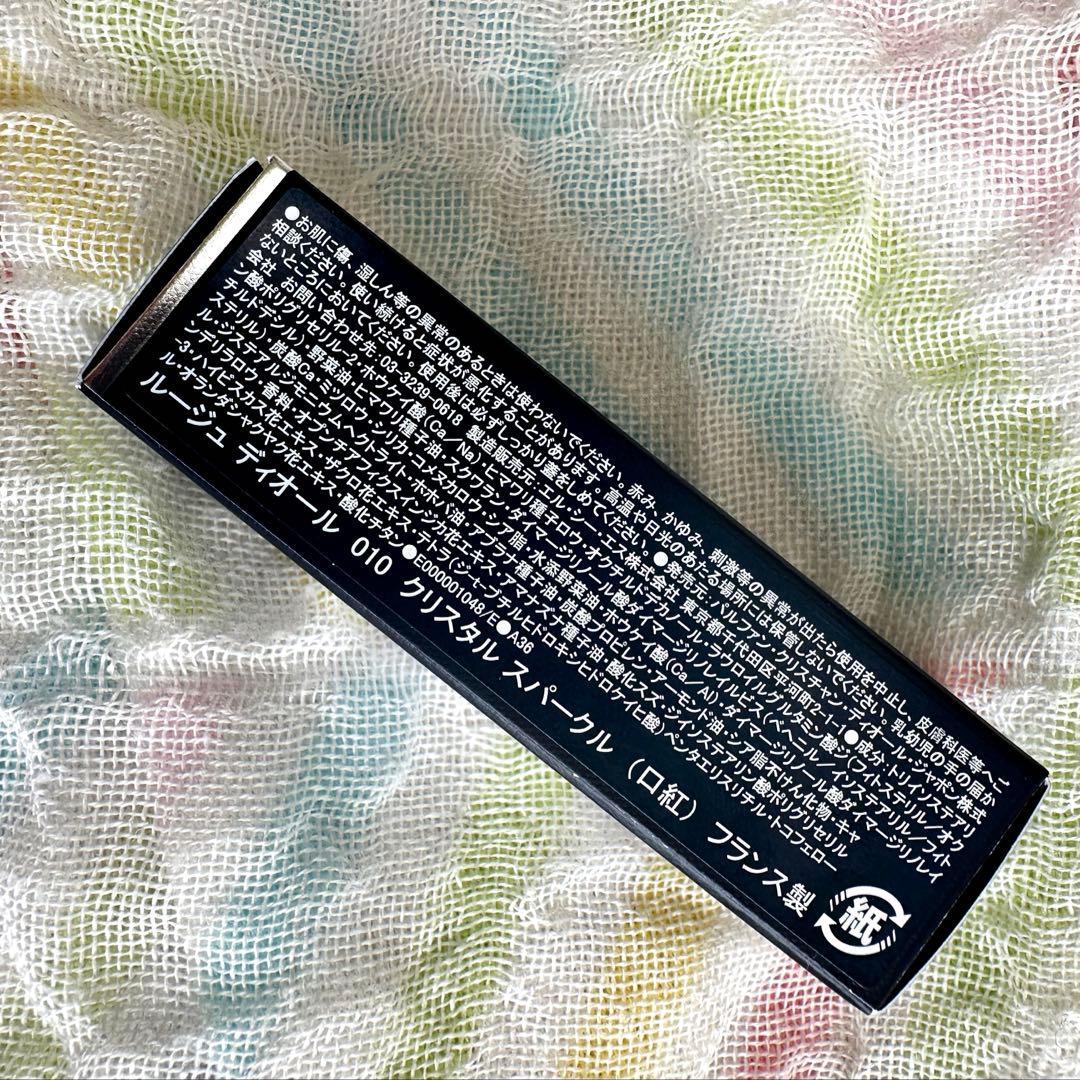 ●お肌に傷、湿しん等の異常のあるときは使わないでください。赤み、かゆみ、刺激等の異常が出たら使用を中止し、皮膚科医等へご
相談ください。使い続けると症状が悪化することがあります。高温や日光のあたる場所には保管しないでください。乳幼児の手の届か
ないところにおいてください。使用後は必ずしっかり蓋をしめてください。●発売元:パルファン・クリスチャン・ディオール・ジャポン株式
会社 お問い合わせ先:03-3239-0618 製造販売元:エルシーエス株式会社 東京都千代田区平河町2-1-1●成分:トリイソステアリ
ン酸ポリグリセリル-2・ホウケイ酸(Ca/Na)・ヒマワリ種子ロウ・オクチルドデカノール・ラウロイルグルタミン酸ジ(フィトステリル/オク
チルドデシル)・野菜油・ヒマワリ種子油・スクワラン・ダイマージリノール酸ダイマージリノレイルビス(ベヘニル/イソステアリル/フィト
ステリル)・炭酸Ca・ミツロウ・シリカ・コメヌカロウ・シア脂・水添野菜油・ホウケイ酸(Ca/Al)・ダイマージリノール酸ダイマージリノレイ
ル・ジステアルジモニウムヘクトライト・ホホバ油・アブラナ種子油・炭酸プロピレン・アーモンド油・シア脂不けん化物・キャ
ンデリラロウ・香料・オプンチアフィクスインジカ花エキス・アマナズナ種子油・酸化スズ・ジイソステアリン酸ポリグリセリル
-3・ハイビスカス花エキス・ザクロ花エキス・テトラ(ジ-t-ブチルヒドロキシヒドロケイヒ酸)ペンタエリスリチル・トコフェロー
ル・オランダシャクヤク花エキス・酸化チタン●E000001048/E●A36
ルージュ ディオール 010 クリスタル スパークル (口紅) フランス製
紙